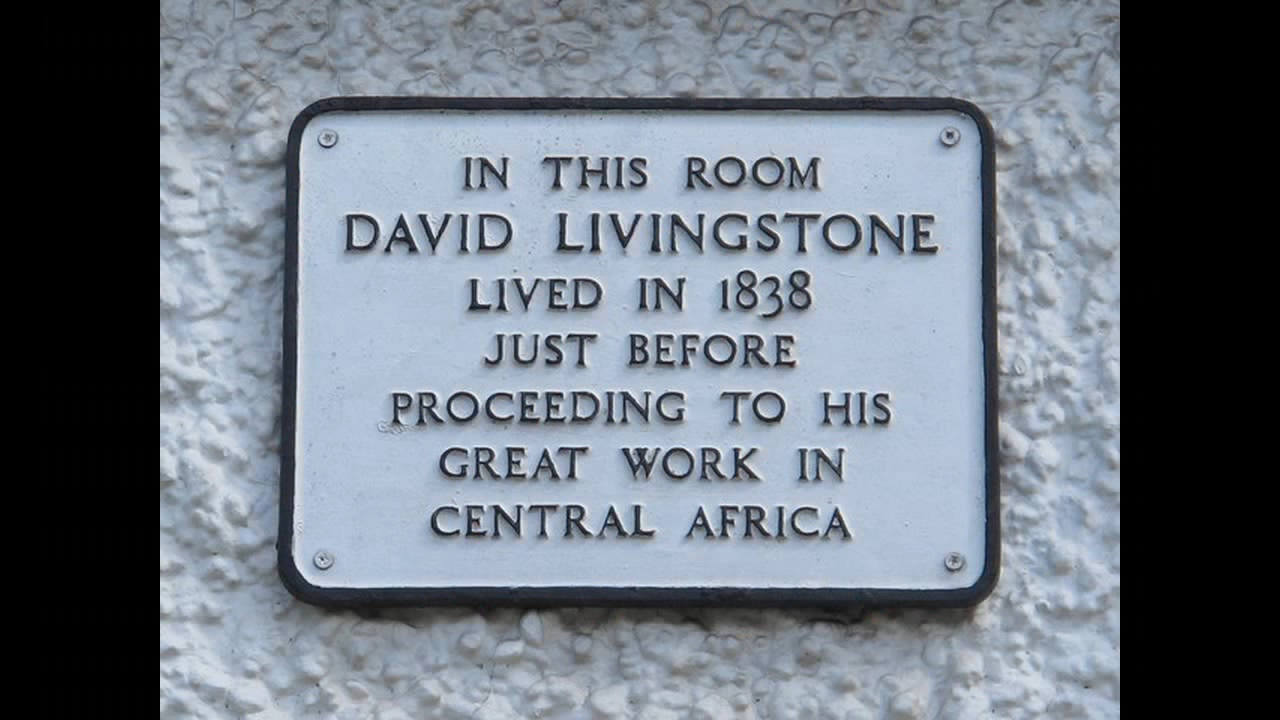 IN THIS ROOM
DAVID LIVINGSTONE
LIVED IN 1838
JUST BEFORE
PROCEEDING TO HIS
GREAT WORK IN
CENTRAL AFRICA